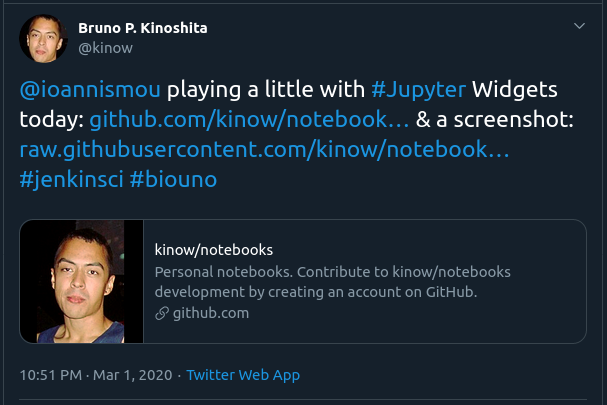 Bruno P. Kinoshita
@kinow
@ioannismou playing a little with #Jupyter Widgets
today: github.com/kinow/notebook… & a screenshot:
raw.githubusercontent.com/kinow/notebook…
#jenkinsci #biouno
kinow/notebooks
Personal notebooks. Contribute to kinow/notebooks
development by creating an account on GitHub.
github.com
10:51 PM · Mar 1, 2020 · Twitter Web App